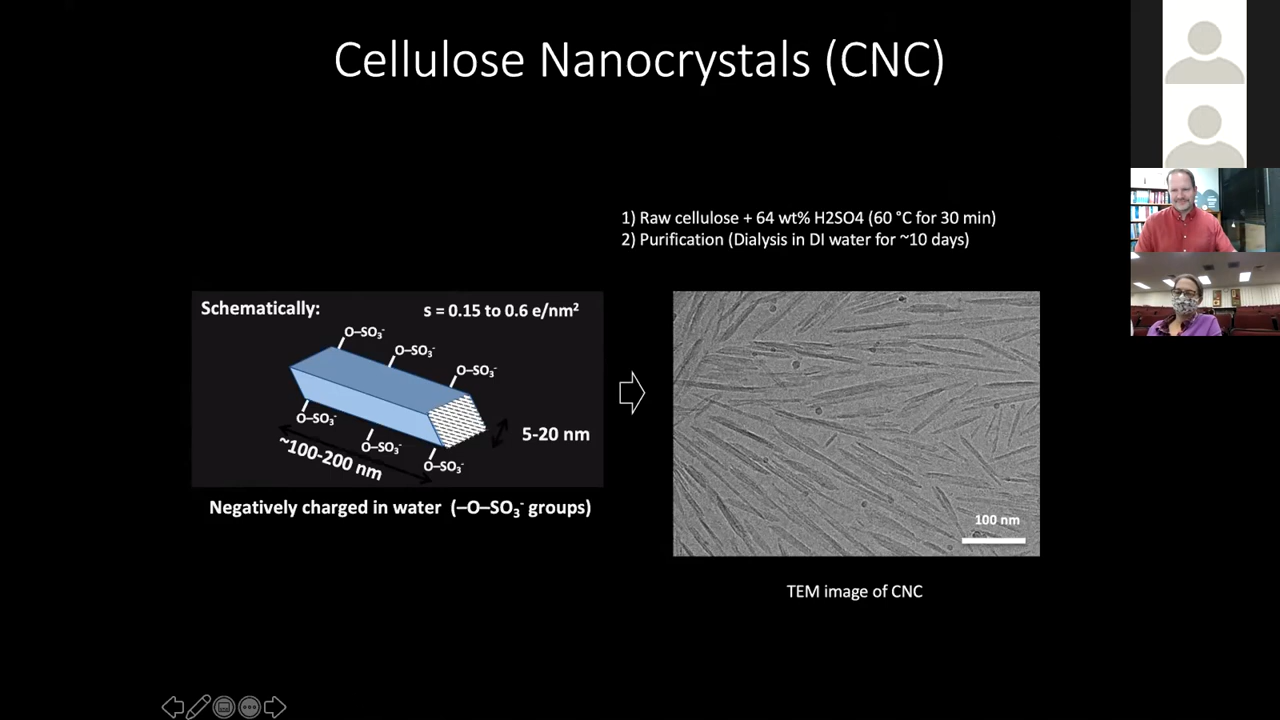 Cellulose Nanocrystals (CNC)
1) Raw cellulose + 64 wt% H2SO4 (60 °C for 30 min)
2) Purification (Dialysis in DI water for ~10 days)
Schematically:
s = 0.15 to 0.6 e/nm²
O–SO₃⁻
O–SO₃⁻
O–SO₃⁻
O–SO₃⁻
O–SO₃⁻
O–SO₃⁻
5-20 nm
~100-200 nm
Negatively charged in water (–O–SO₃⁻ groups)
100 nm
TEM image of CNC